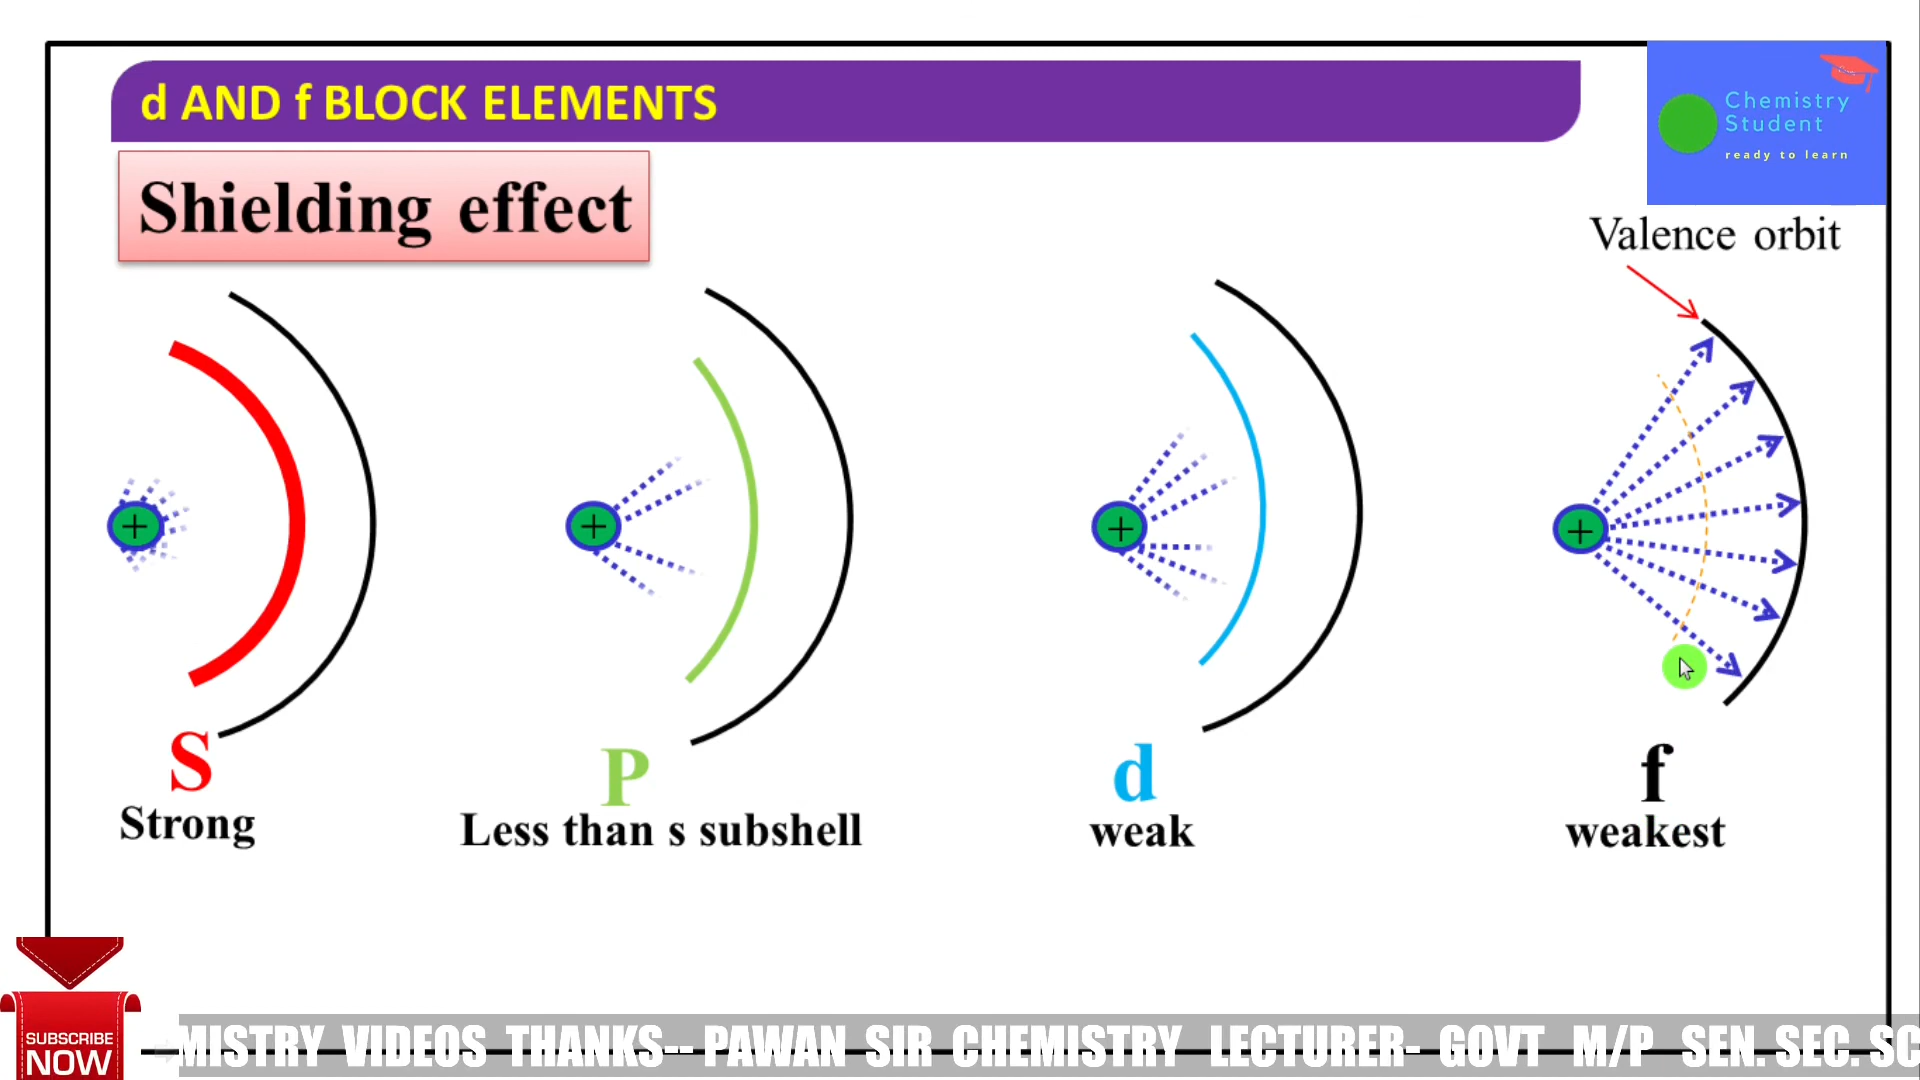 d AND f BLOCK ELEMENTS
Chemistry
Student
ready to learn
Shielding effect
Valence orbit
+
+
+
+
S
P
d
f
Strong
Less than s subshell
weak
weakest
SUBSCRIBE
NOW
MISTRY VIDEOS THANKS-- PAWAN SIR CHEMISTRY LECTURER- GOVT M/P SEN. SEC. SC